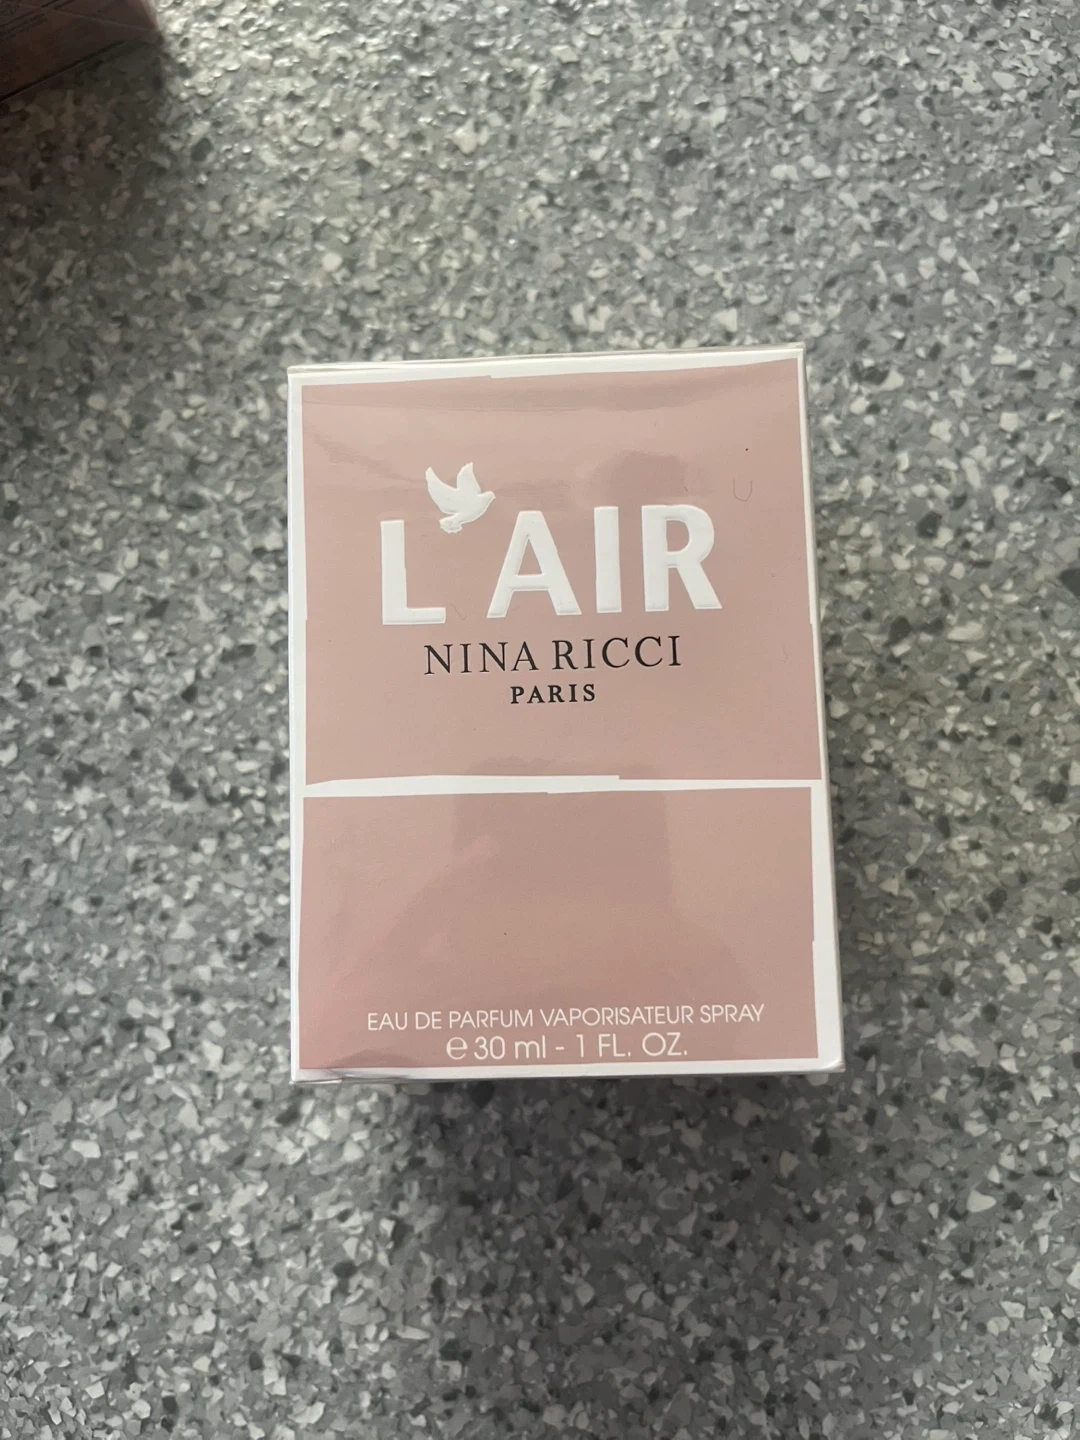 L'AIR
NINA RICCI
PARIS
EAU DE PARFUM VAPORISATEUR SPRAY
℮ 30 ml - 1 FL. OZ.